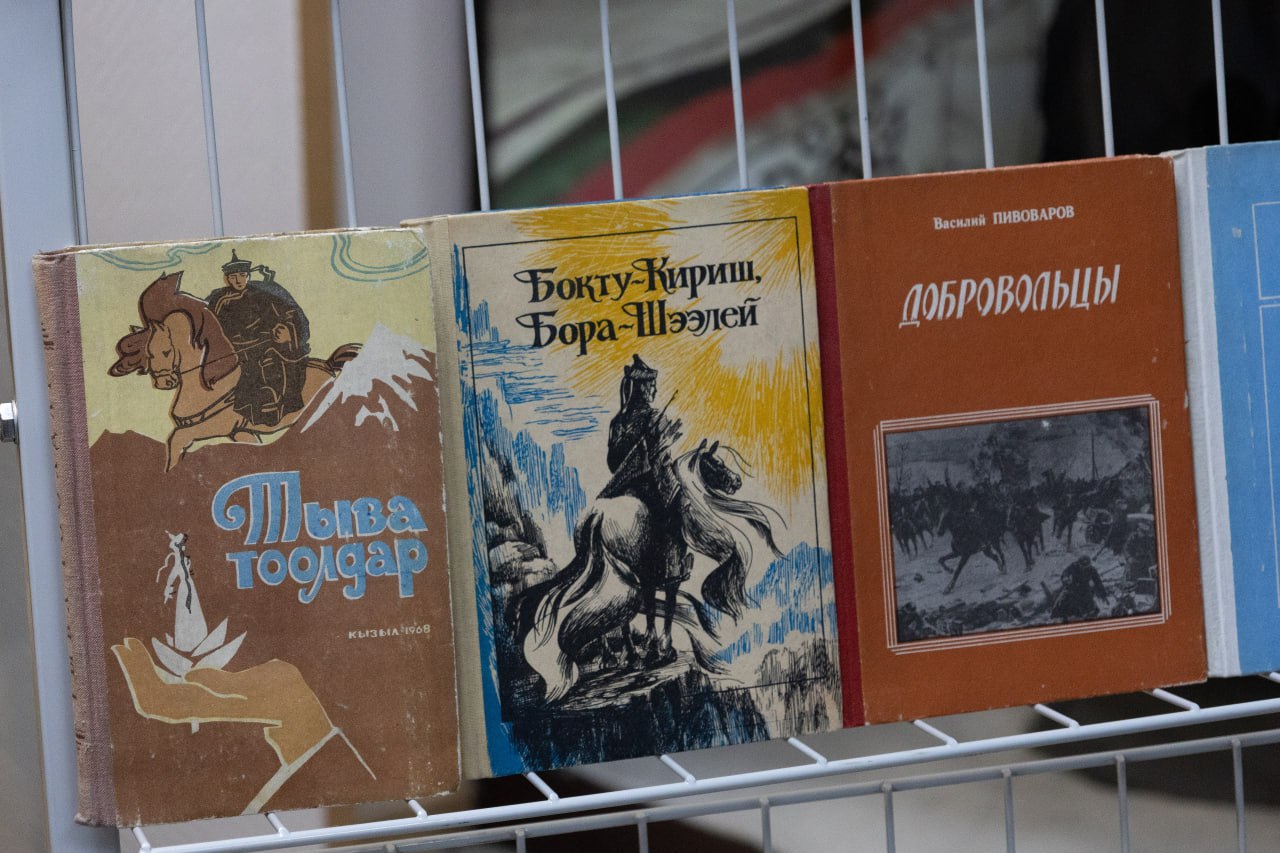 Тыва
тоолдар
КЫЗЫЛ-1968
Бокту-Кириш,
Бора-Шээлей
Василий ПИВОВАРОВ
ДОБРОВОЛЬЦЫ